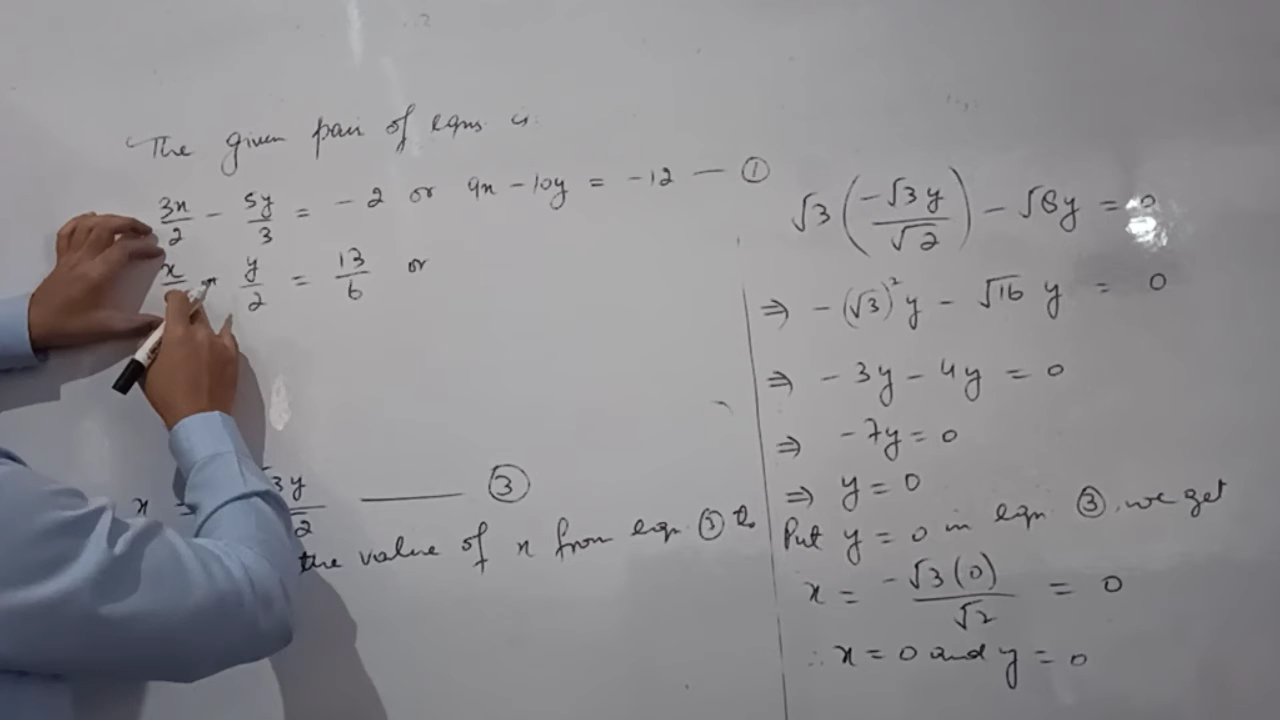 The given pair of eqns. is.
3x/2 - 5y/3 = -2 or 9x - 10y = -12 — ①
y/2 = 13/6 or
x = 3y/2 — ③
the value of x from eqn. ③ to
√3(-√3y/√2) - √8y = 0
⇒ -(√3)²y - √16 y = 0
⇒ -3y - 4y = 0
⇒ -7y = 0
⇒ y = 0
Put y = 0 in eqn. ③, we get
x = -√3(0)/√2 = 0
∴ x = 0 and y = 0